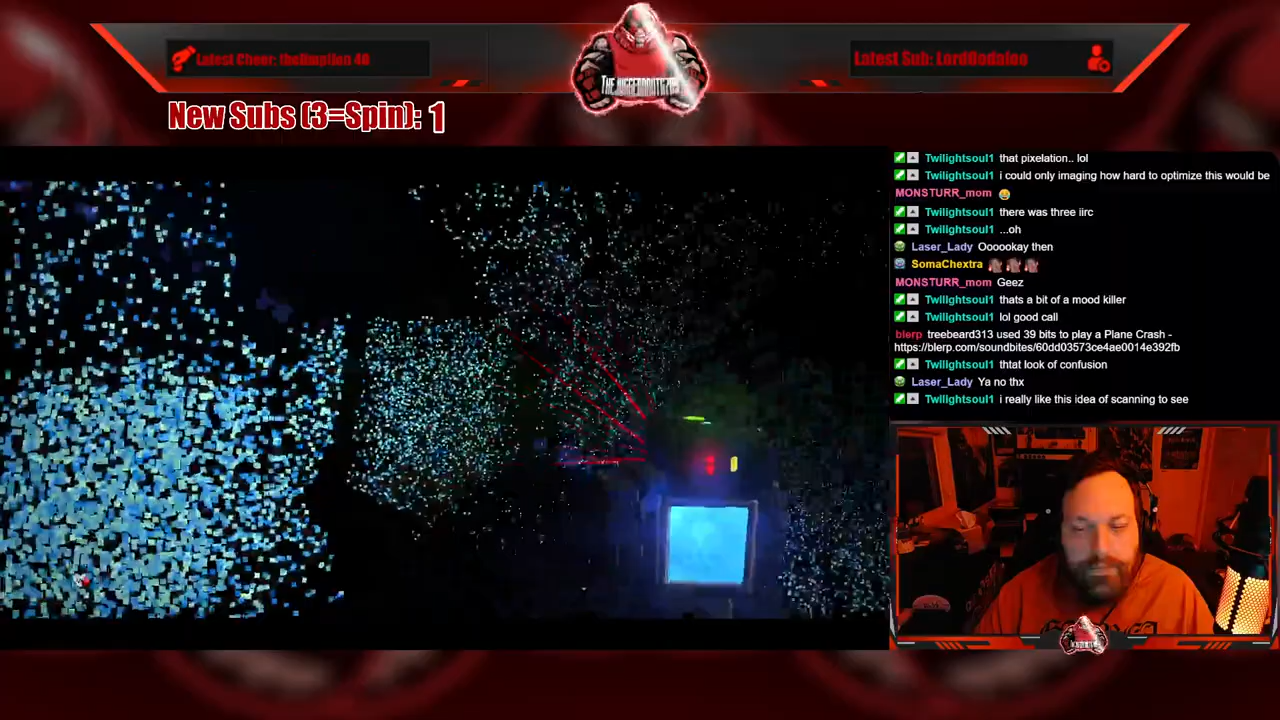 Latest Cheer: theEruption 40
Latest Sub: LordOodaloo
New Subs (3=Spin): 1
Twilightsoul1 that pixelation.. lol
Twilightsoul1 i could only imaging how hard to optimize this would be
MONSTURR_mom
Twilightsoul1 there was three iirc
Twilightsoul1 ...oh
Laser_Lady Oooookay then
SomaChextra
MONSTURR_mom Geez
Twilightsoul1 thats a bit of a mood killer
Twilightsoul1 lol good call
blerp treebeard313 used 39 bits to play a Plane Crash -
https://blerp.com/soundbites/60dd03573ce4ae0014e392fb
Twilightsoul1 thtat look of confusion
Laser_Lady Ya no thx
Twilightsoul1 i really like this idea of scanning to see